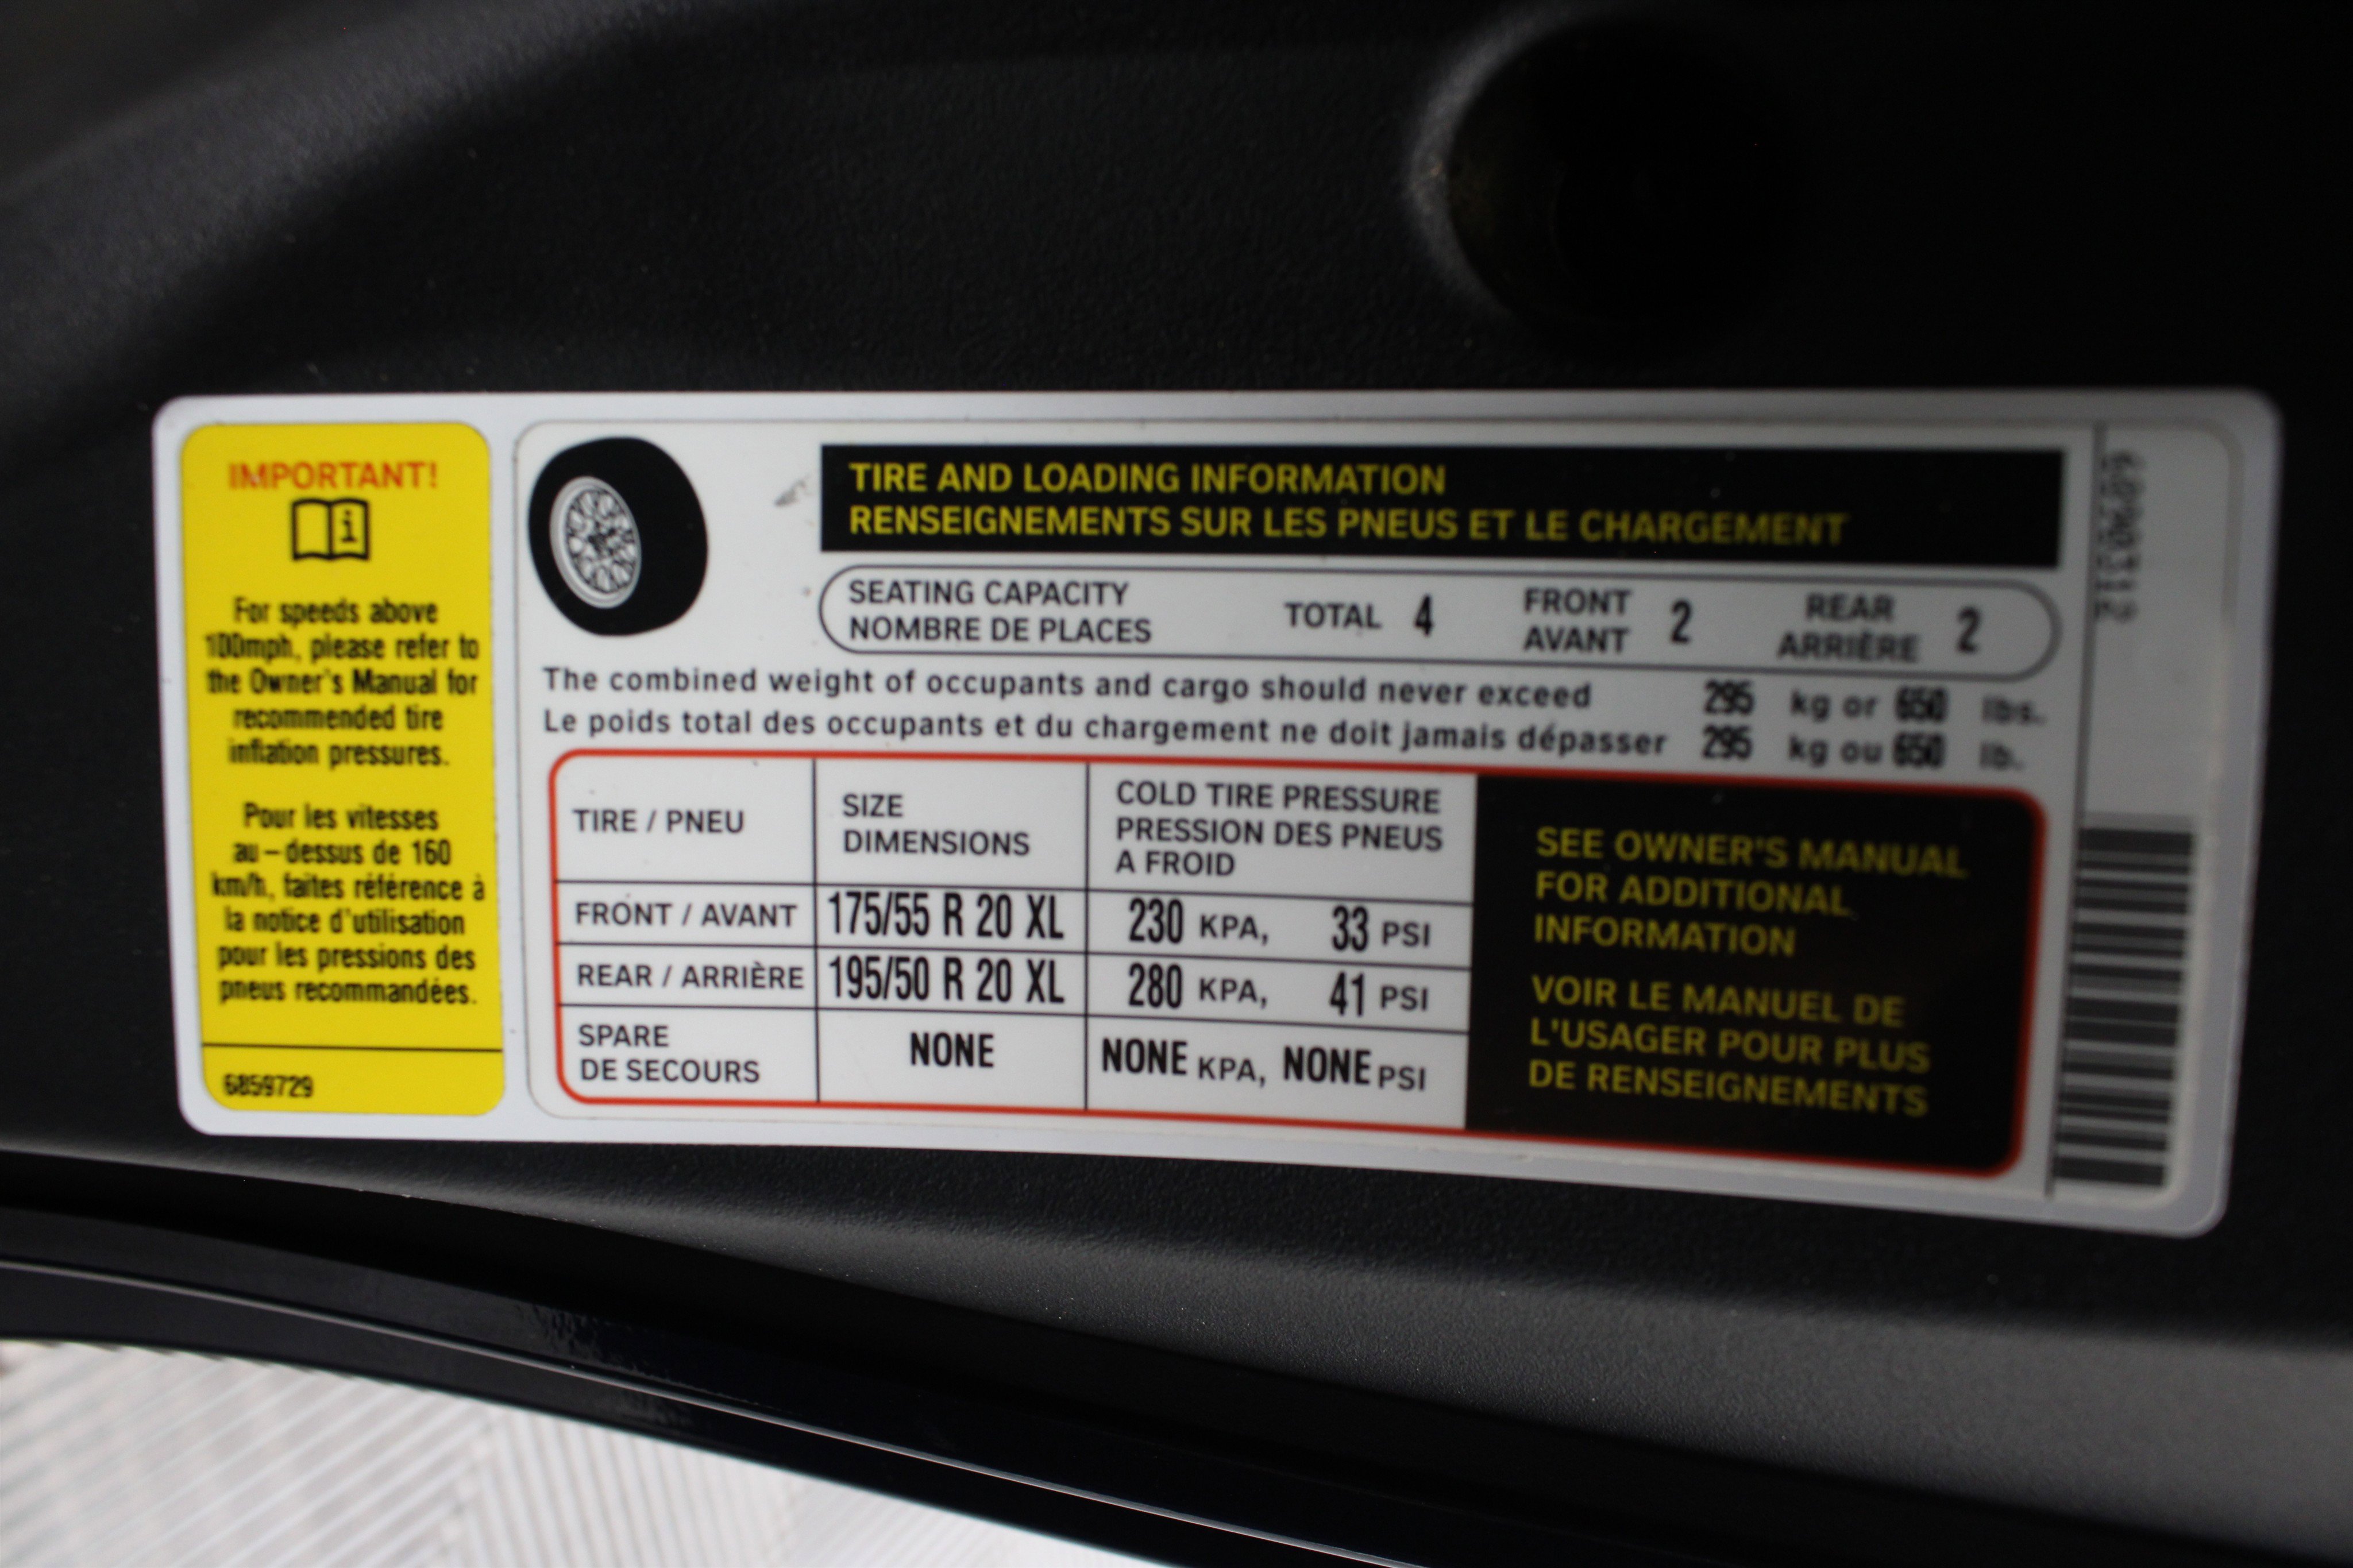 IMPORTANT!
For speeds above
100mph, please refer to
the Owner's Manual for
recommended tire
inflation pressures.
Pour les vitesses
au-dessus de 160
km/h, faites référence à
la notice d'utilisation
pour les pressions des
pneus recommandées.
6859729
TIRE AND LOADING INFORMATION
RENSEIGNEMENTS SUR LES PNEUS ET LE CHARGEMENT
SEATING CAPACITY
NOMBRE DE PLACES
TOTAL 4
FRONT
AVANT 2
REAR
ARRIÈRE 2
The combined weight of occupants and cargo should never exceed 295 kg or 650 lbs.
Le poids total des occupants et du chargement ne doit jamais dépasser 295 kg ou 650 lb.
TIRE / PNEU
SIZE
DIMENSIONS
COLD TIRE PRESSURE
PRESSION DES PNEUS
A FROID
FRONT / AVANT 175/55 R 20 XL 230 KPA, 33 PSI
REAR / ARRIÈRE 195/50 R 20 XL 280 KPA, 41 PSI
SPARE
DE SECOURS
NONE NONE KPA, NONE PSI
SEE OWNER'S MANUAL
FOR ADDITIONAL
INFORMATION
VOIR LE MANUEL DE
L'USAGER POUR PLUS
DE RENSEIGNEMENTS